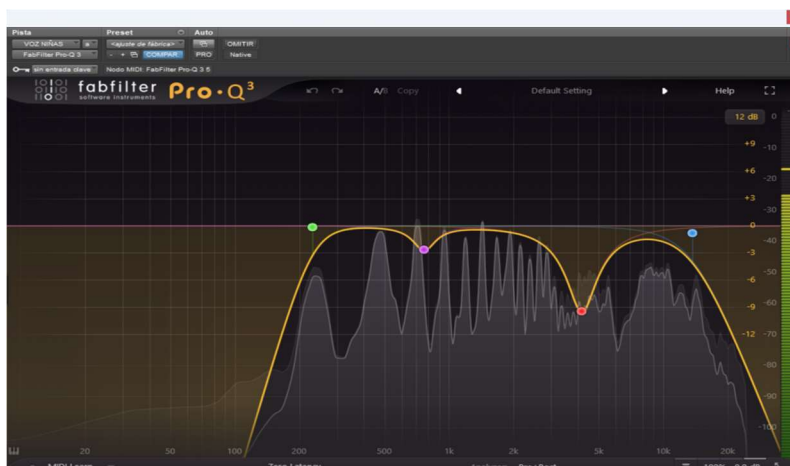 Pista Preset Auto
VOZ NIÑAS a <ajuste de fábrica> OMITIR
FabFilter Pro-Q 3 - + COMPAR PRO Native
sin entrada clave Nodo MIDI: FabFilter Pro-Q 3 5
fabfilter Pro·Q3
software instruments
A/B Copy Default Setting Help
12 dB 0
+9 -10
+6 -20
+3 -30
0 -40
-3 -50
-6 -60
-9 -70
-12 -80
-90
-100
20 50 100 200 500 1k 2k 5k 10k 20k